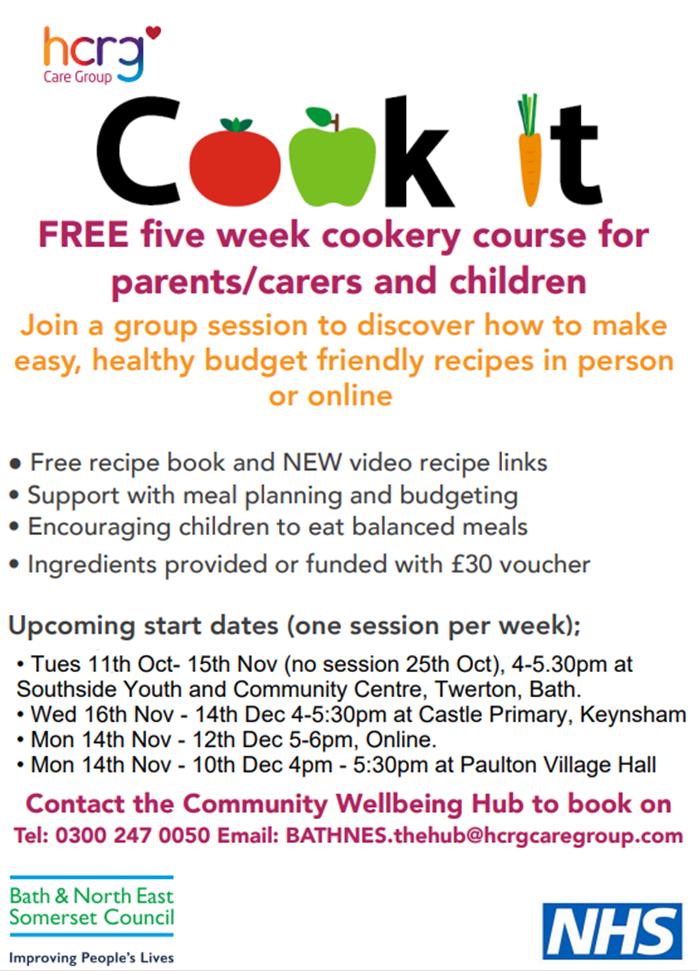 hcrg
Care Group
Cook it
FREE five week cookery course for
parents/carers and children
Join a group session to discover how to make
easy, healthy budget friendly recipes in person
or online
• Free recipe book and NEW video recipe links
• Support with meal planning and budgeting
• Encouraging children to eat balanced meals
• Ingredients provided or funded with £30 voucher
Upcoming start dates (one session per week);
• Tues 11th Oct- 15th Nov (no session 25th Oct), 4-5.30pm at
Southside Youth and Community Centre, Twerton, Bath.
• Wed 16th Nov - 14th Dec 4-5:30pm at Castle Primary, Keynsham
• Mon 14th Nov - 12th Dec 5-6pm, Online.
• Mon 14th Nov - 10th Dec 4pm - 5:30pm at Paulton Village Hall
Contact the Community Wellbeing Hub to book on
Tel: 0300 247 0050 Email: BATHNES.thehub@hcrgcaregroup.com
Bath & North East
Somerset Council
Improving People's Lives
NHS